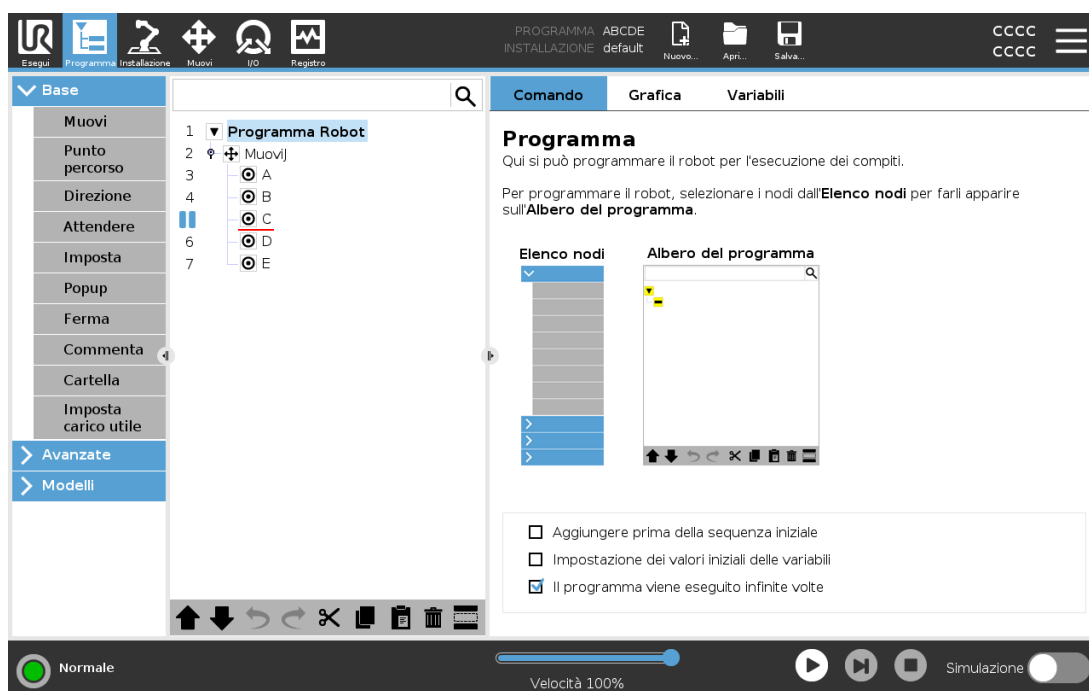 UR
Esegui
Programma
Installazione
Muovi
I/O
Registro
PROGRAMMA ABCDE
INSTALLAZIONE default
Nuovo...
Apri...
Salva...
CCCC
CCCC
Base
Muovi
Punto
percorso
Direzione
Attendere
Imposta
Popup
Ferma
Commenta
Cartella
Imposta
carico utile
Avanzate
Modelli
1 Programma Robot
2 MuoviJ
3 A
4 B
C
6 D
7 E
Comando Grafica Variabili
Programma
Qui si può programmare il robot per l'esecuzione dei compiti.
Per programmare il robot, selezionare i nodi dall'Elenco nodi per farli apparire
sull'Albero del programma.
Elenco nodi
Albero del programma
Aggiungere prima della sequenza iniziale
Impostazione dei valori iniziali delle variabili
Il programma viene eseguito infinite volte
Normale
Velocità 100%
Simulazione